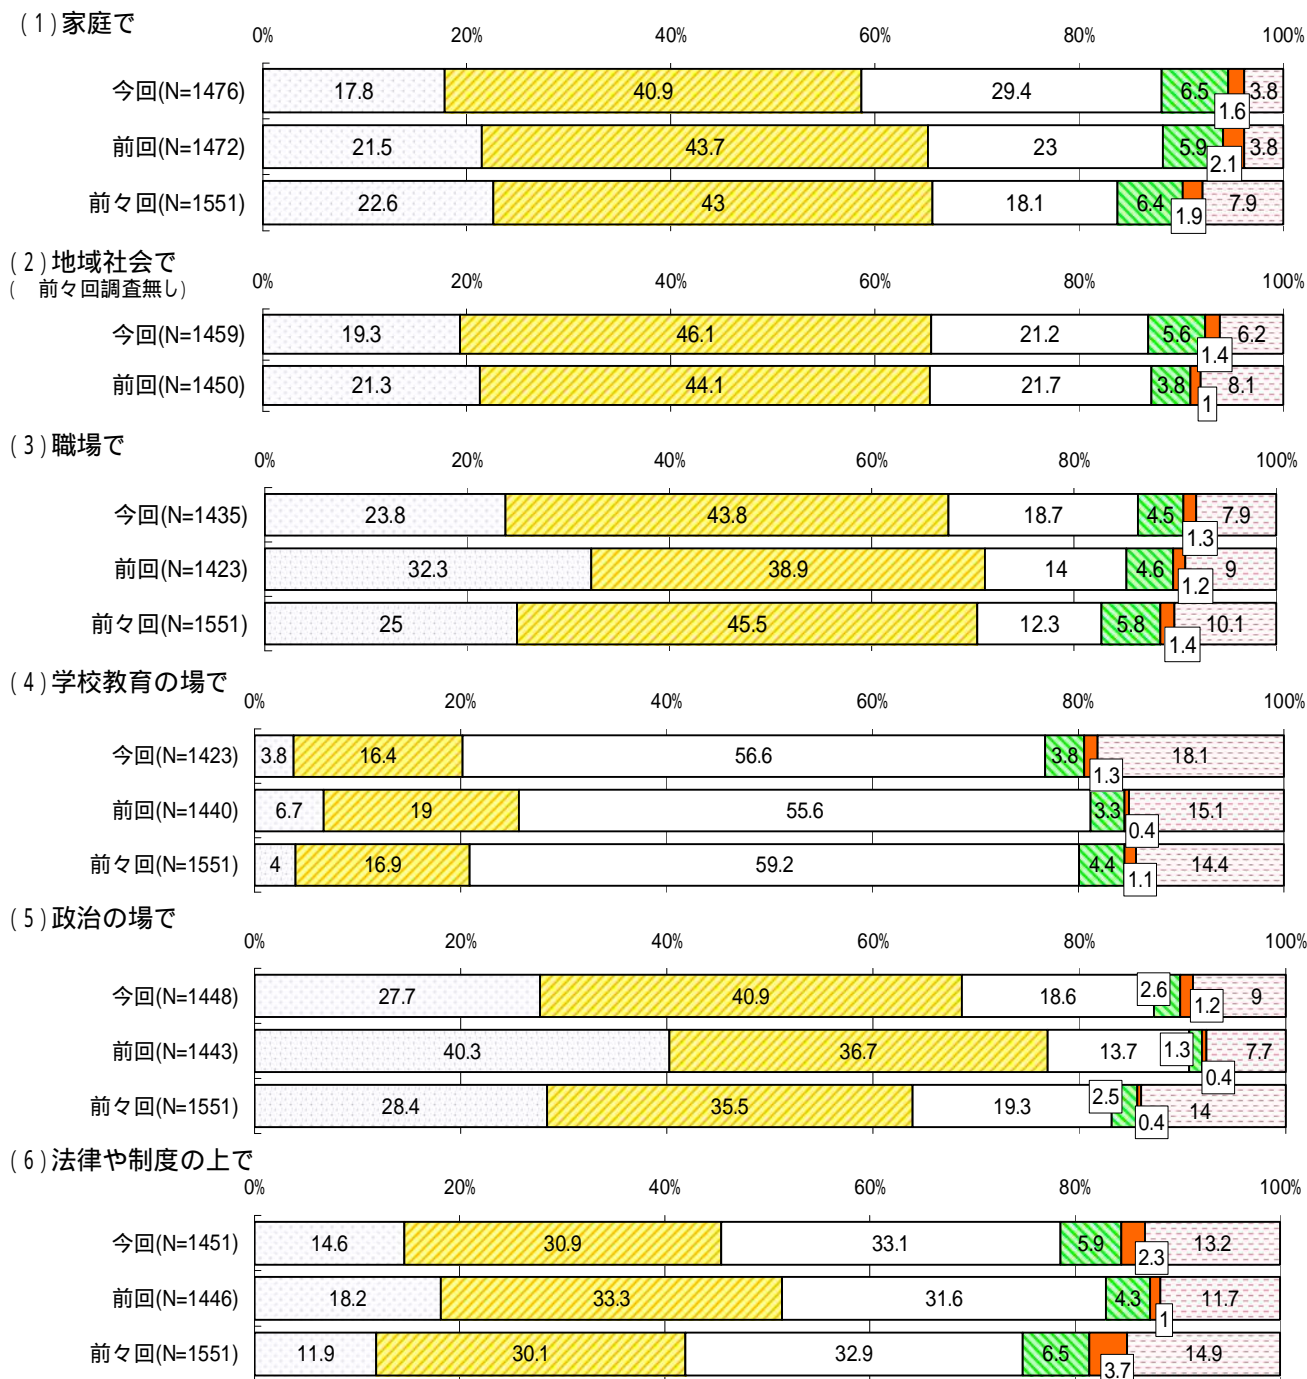 (1)家庭で
0% 20% 40% 60% 80% 100%
今回(N=1476) 17.8 40.9 29.4 6.5 1.6 3.8
前回(N=1472) 21.5 43.7 23 5.9 2.1 3.8
前々回(N=1551) 22.6 43 18.1 6.4 1.9 7.9
(2)地域社会で
( 前々回調査無し)
0% 20% 40% 60% 80% 100%
今回(N=1459) 19.3 46.1 21.2 5.6 1.4 6.2
前回(N=1450) 21.3 44.1 21.7 3.8 1 8.1
(3)職場で
0% 20% 40% 60% 80% 100%
今回(N=1435) 23.8 43.8 18.7 4.5 1.3 7.9
前回(N=1423) 32.3 38.9 14 4.6 1.2 9
前々回(N=1551) 25 45.5 12.3 5.8 1.4 10.1
(4)学校教育の場で
0% 20% 40% 60% 80% 100%
今回(N=1423) 3.8 16.4 56.6 3.8 1.3 18.1
前回(N=1440) 6.7 19 55.6 3.3 0.4 15.1
前々回(N=1551) 4 16.9 59.2 4.4 1.1 14.4
(5)政治の場で
0% 20% 40% 60% 80% 100%
今回(N=1448) 27.7 40.9 18.6 2.6 1.2 9
前回(N=1443) 40.3 36.7 13.7 1.3 0.4 7.7
前々回(N=1551) 28.4 35.5 19.3 2.5 0.4 14
(6)法律や制度の上で
0% 20% 40% 60% 80% 100%
今回(N=1451) 14.6 30.9 33.1 5.9 2.3 13.2
前回(N=1446) 18.2 33.3 31.6 4.3 1 11.7
前々回(N=1551) 11.9 30.1 32.9 6.5 3.7 14.9